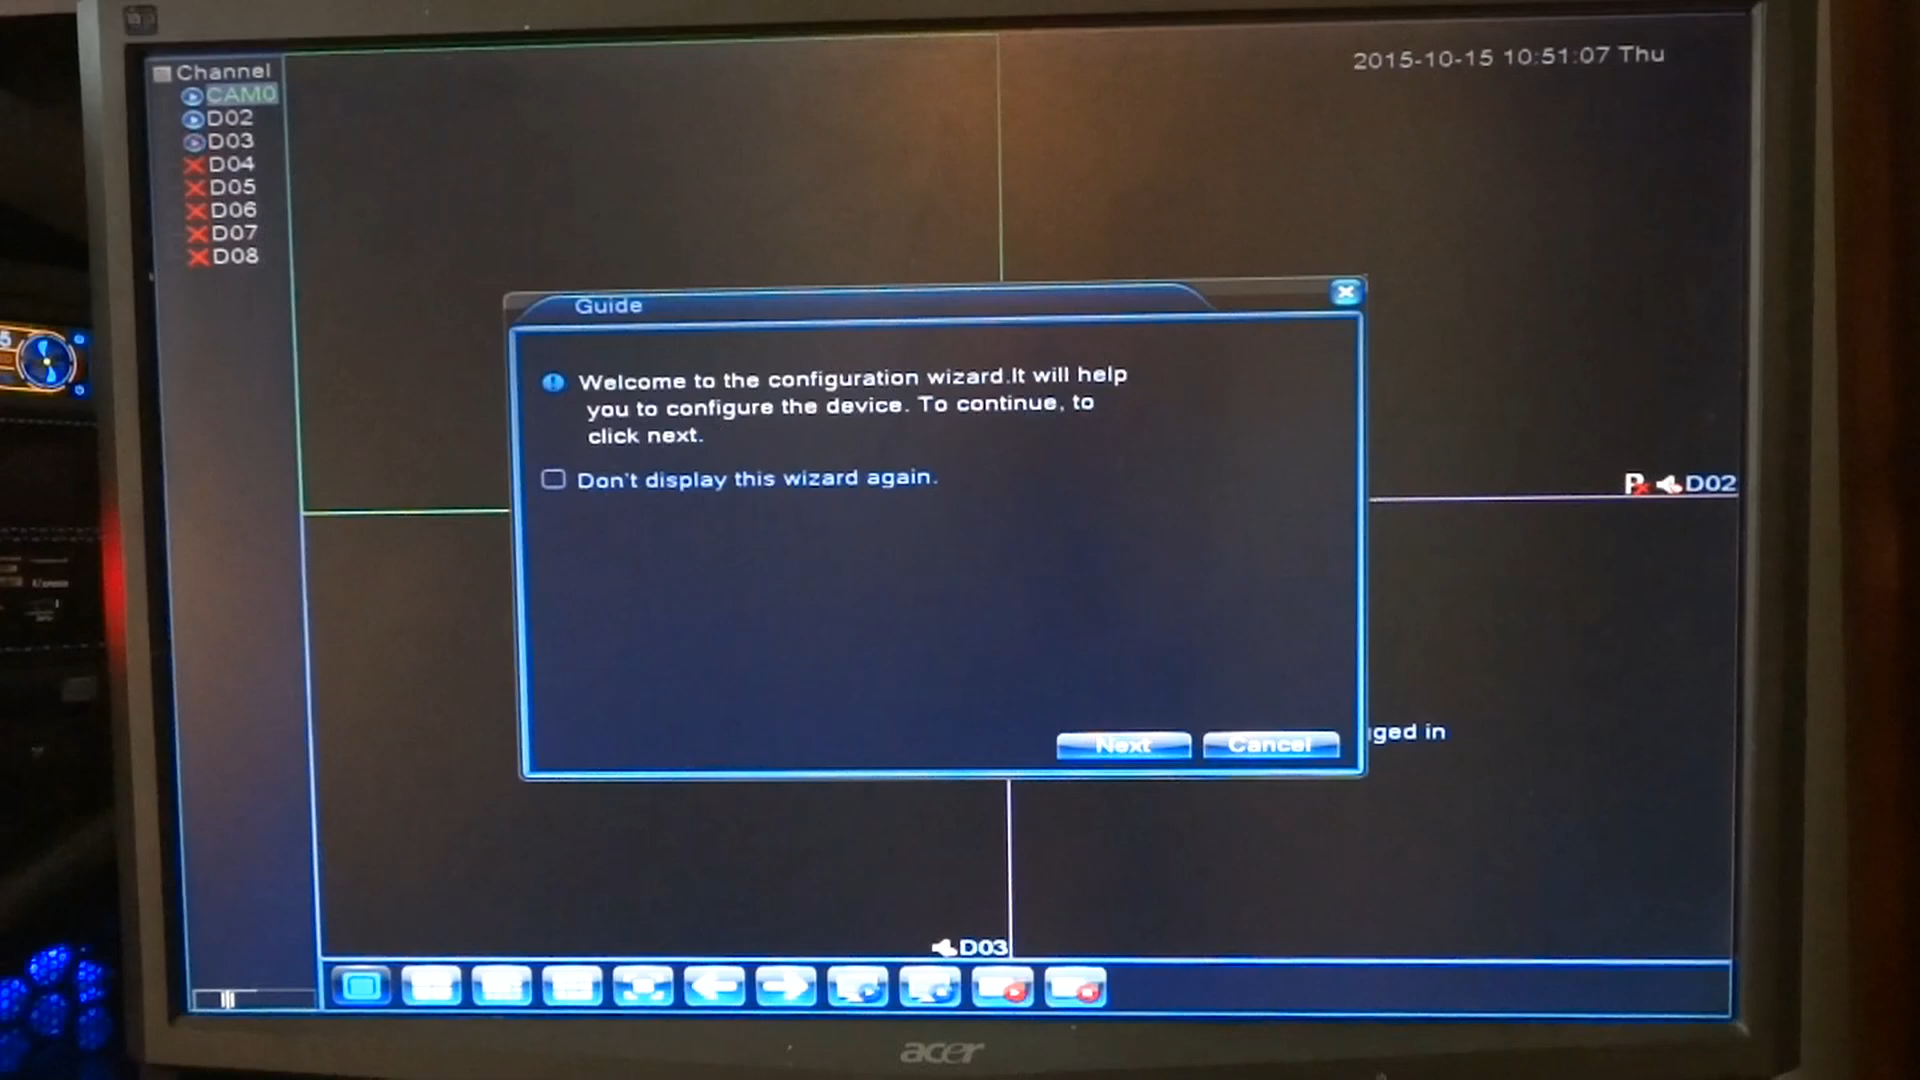 Channel
2015-10-15 10:51:07 Thu
CAM0
D02
D03
D04
D05
D06
D07
D08
Guide
Welcome to the configuration wizard.It will help
you to configure the device. To continue, to
click next.
Don't display this wizard again.
D02
ged in
Next Cancel
D03
acer